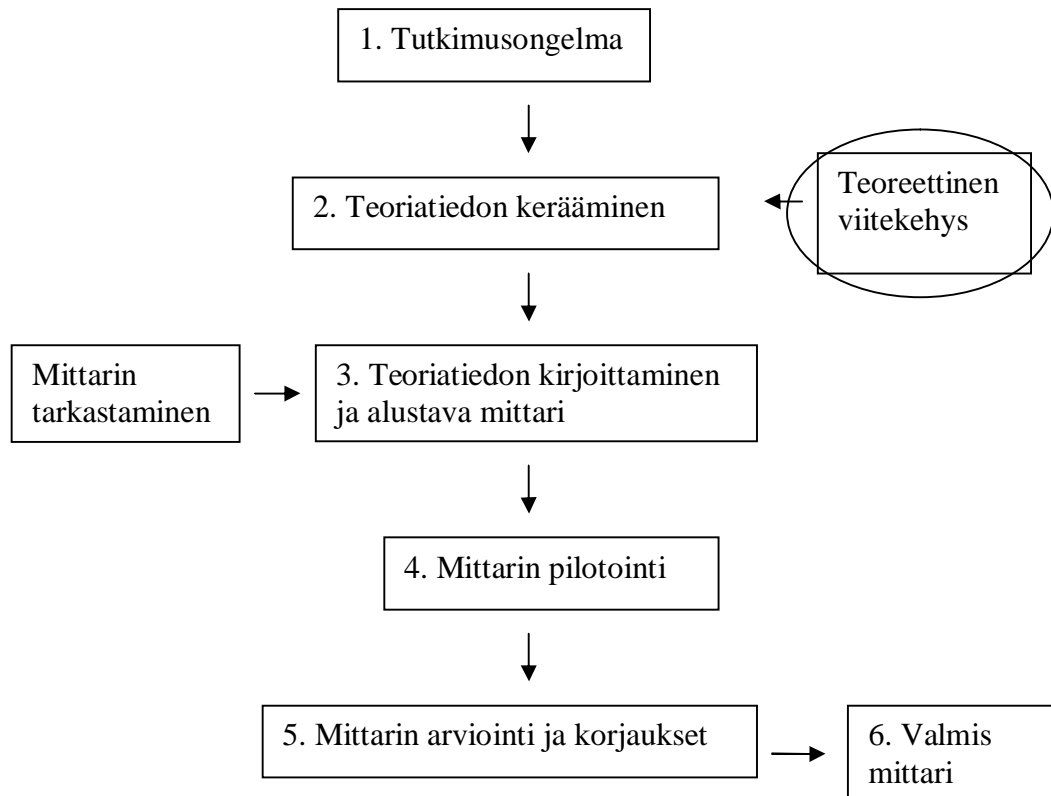 1. Tutkimusongelma
2. Teoriatiedon kerääminen
Teoreettinen
viitekehys
Mittarin
tarkastaminen
3. Teoriatiedon kirjoittaminen
ja alustava mittari
4. Mittarin pilotointi
5. Mittarin arviointi ja korjaukset
6. Valmis
mittari